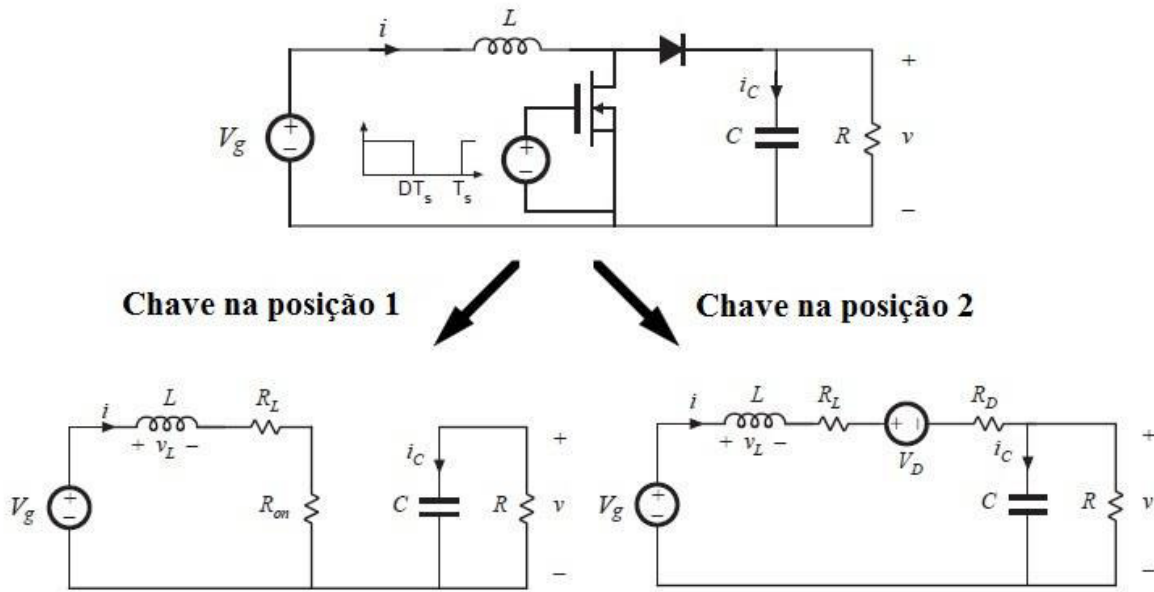 i
L
i_C
+
V_g
+
−
+
−
C
R
v
DT_s
T_s
−
Chave na posição 1
Chave na posição 2
i
L
R_L
+ v_L −
i_C
+
V_g
+
−
R_on
C
R
v
−
i
L
R_L
R_D
+ v_L −
+
−
V_D
i_C
+
V_g
+
−
C
R
v
−